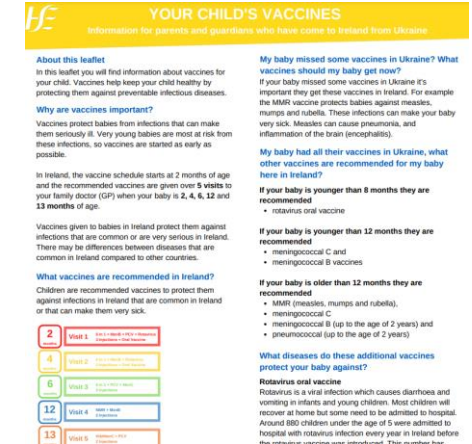 YOUR CHILD'S VACCINES
Information for parents and guardians who have come to Ireland from Ukraine
About this leaflet
In this leaflet you will find information about vaccines for
your child. Vaccines help keep your child healthy by
protecting them against preventable infectious diseases.
Why are vaccines important?
Vaccines protect babies from infections that can make
them seriously ill. Very young babies are most at risk from
these infections, so vaccines are started as early as
possible.
In Ireland, the vaccine schedule starts at 2 months of age
and the recommended vaccines are given over 5 visits to
your family doctor (GP) when your baby is 2, 4, 6, 12 and
13 months of age.
Vaccines given to babies in Ireland protect them against
infections that are common or are very serious in Ireland.
There may be differences between diseases that are
common in Ireland compared to other countries.
What vaccines are recommended in Ireland?
Children are recommended vaccines to protect them
against infections in Ireland that are common in Ireland
or that can make them very sick.
2
Visit 1
4
Visit 2
6
Visit 3
12
Visit 4
13
Visit 5
My baby missed some vaccines in Ukraine? What
vaccines should my baby get now?
If your baby missed some vaccines in Ukraine it's
important they get these vaccines in Ireland. For example
the MMR vaccine protects babies against measles,
mumps and rubella. These infections can make your baby
very sick. Measles can cause pneumonia, and
inflammation of the brain (encephalitis).
My baby had all their vaccines in Ukraine, what
other vaccines are recommended for my baby
here in Ireland?
If your baby is younger than 8 months they are
recommended
• rotavirus oral vaccine
If your baby is younger than 12 months they are
recommended
• meningococcal C and
• meningococcal B vaccines
If your baby is older than 12 months they are
recommended
• MMR (measles, mumps and rubella),
• meningococcal C
• meningococcal B (up to the age of 2 years) and
• pneumococcal (up to the age of 2 years)
What diseases do these additional vaccines
protect your baby against?
Rotavirus oral vaccine
Rotavirus is a viral infection which causes diarrhoea and
vomiting in infants and young children. Most children will
recover at home but some need to be admitted to hospital.
Around 880 children under the age of 5 were admitted to
hospital with rotavirus infection every year in Ireland before
the rotavirus vaccine was introduced. This number has